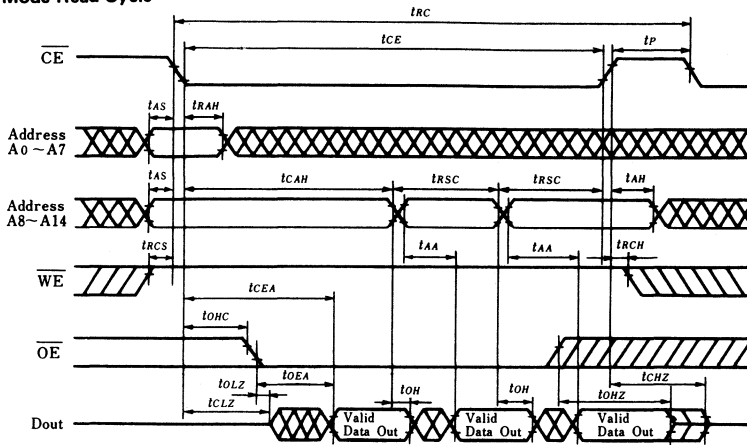 Mode Read Cycle
tRC
tCE
tP
CE
tAS
tRAH
Address
A0~A7
tAS
tCAH
tRSC
tRSC
tAH
Address
A8~A14
tRCS
tAA
tAA
tRCH
WE
tCEA
tOHC
OE
tOEA
tCHZ
tOLZ
tOH
tOH
tOHZ
tCLZ
Dout
Valid
Data Out
Valid
Data Out
Valid
Data Out